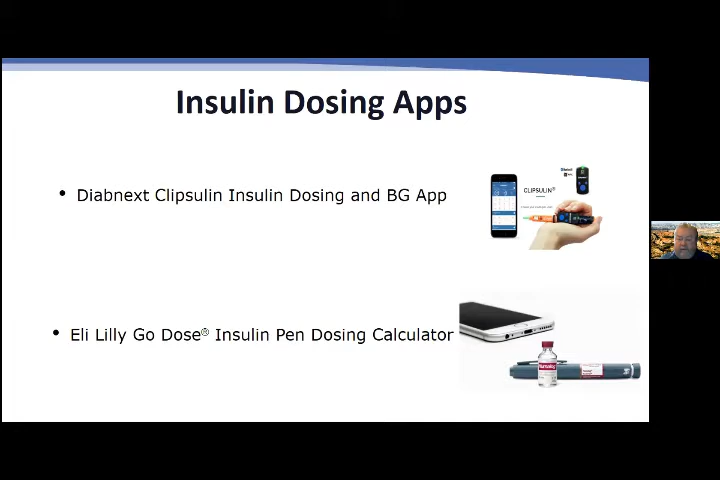 Insulin Dosing Apps
• Diabnext Clipsulin Insulin Dosing and BG App
CLIPSULIN®
• Eli Lilly Go Dose® Insulin Pen Dosing Calculator
Humalog